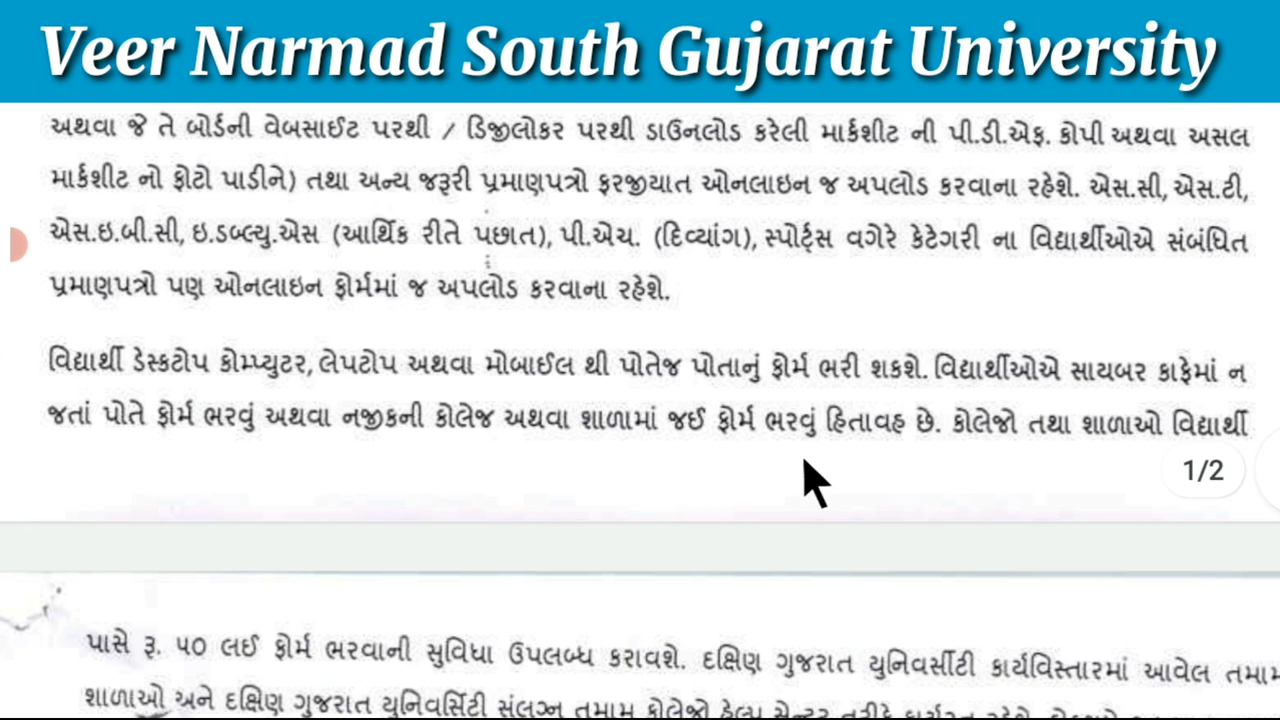 Veer Narmad South Gujarat University
અથવા જે તે બોર્ડની વેબસાઈટ પરથી / ડિજીલોકર પરથી ડાઉનલોડ કરેલી માર્કશીટ ની પી.ડી.એફ. કોપી અથવા અસલ
માર્કશીટ નો ફોટો પાડીને) તથા અન્ય જરૂરી પ્રમાણપત્રો ફરજીયાત ઓનલાઇન જ અપલોડ કરવાના રહેશે. એસ.સી, એસ.ટી,
એસ.ઇ.બી.સી, ઇ.ડબ્લ્યુ.એસ (આર્થિક રીતે પછાત), પી.એચ. (દિવ્યાંગ), સ્પોર્ટ્સ વગેરે કેટેગરી ના વિદ્યાર્થીઓએ સંબંધિત
પ્રમાણપત્રો પણ ઓનલાઇન ફોર્મમાં જ અપલોડ કરવાના રહેશે.
વિદ્યાર્થી ડેસ્કટોપ કોમ્પ્યુટર, લેપટોપ અથવા મોબાઈલ થી પોતેજ પોતાનું ફોર્મ ભરી શકશે. વિદ્યાર્થીઓએ સાયબર કાફેમાં ન
જતાં પોતે ફોર્મ ભરવું અથવા નજીકની કોલેજ અથવા શાળામાં જઈ ફોર્મ ભરવું હિતાવહ છે. કોલેજો તથા શાળાઓ વિદ્યાર્થી
1/2
પાસે રૂ. ૫૦ લઈ ફોર્મ ભરવાની સુવિધા ઉપલબ્ધ કરાવશે. દક્ષિણ ગુજરાત યુનિવર્સીટી કાર્યવિસ્તારમાં આવેલ તમામ
શાળાઓ અને દક્ષિણ ગુજરાત યુનિવર્સિટી સંલગ્ન તમામ કોલેજો હેલ્પ સેન્ટર તરીકે